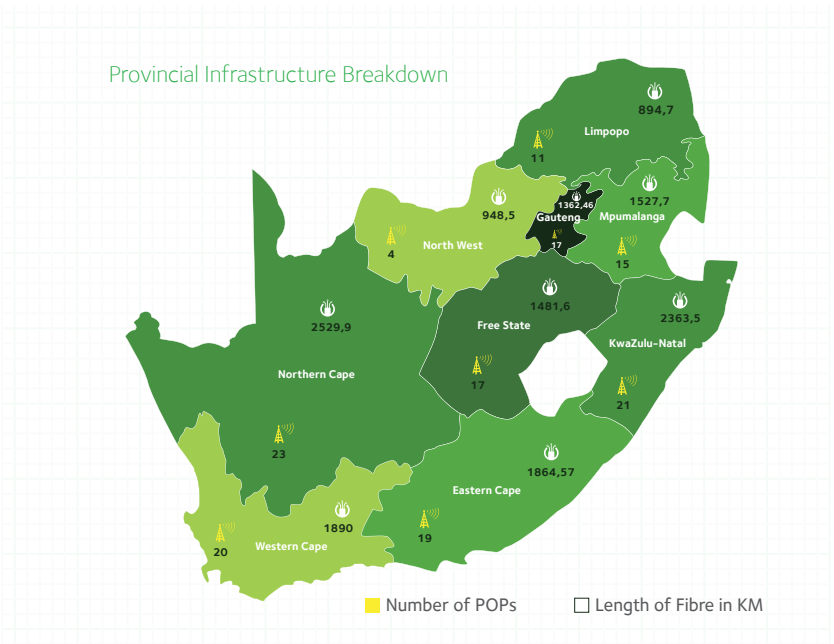 Provincial Infrastructure Breakdown
894,7
Limpopo
11
1362,46
1527,7
948,5
Gauteng
Mpumalanga
North West
17
4
15
1481,6
2363,5
2529,9
Free State
KwaZulu-Natal
Northern Cape
17
21
23
1864,57
Eastern Cape
1890
19
Western Cape
20
Number of POPs
Length of Fibre in KM